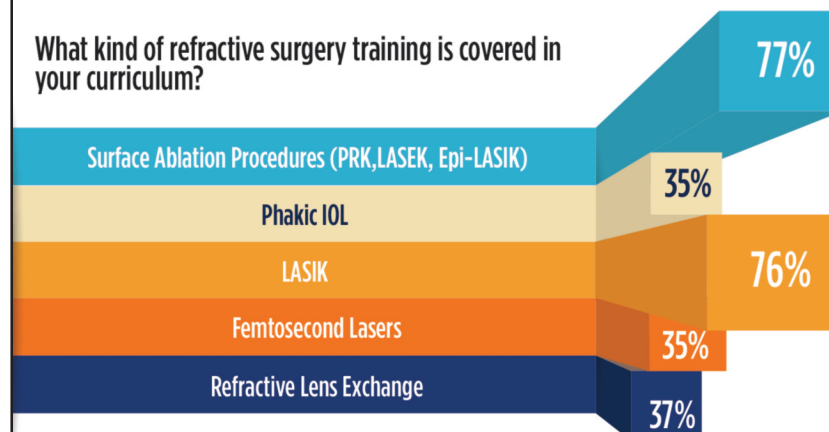 What kind of refractive surgery training is covered in
your curriculum?
77%
Surface Ablation Procedures (PRK,LASEK, Epi-LASIK)
35%
Phakic IOL
76%
LASIK
Femtosecond Lasers
35%
Refractive Lens Exchange
37%